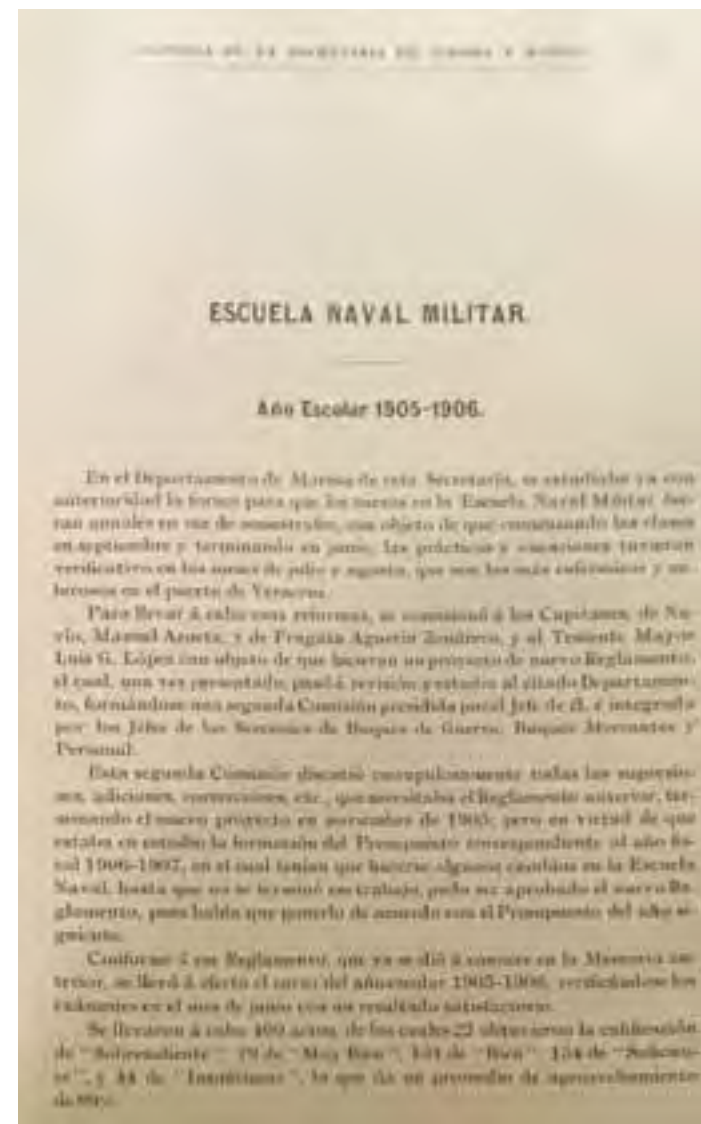 MEMORIA DE LA SECRETARIA DE GUERRA Y MARINA
ESCUELA NAVAL MILITAR.
Año Escolar 1905-1906.
En el Departamento de Marina de esta Secretaría, se estudiaba ya con
anterioridad la forma para que los cursos en la Escuela Naval Militar fue-
ran anuales en vez de semestrales, con objeto de que comenzando las clases
en septiembre y terminando en junio, las prácticas y vacaciones tuvieran
verificativo en los meses de julio y agosto, que son los más enfermizos y ca-
lurosos en el puerto de Veracruz.
Para llevar á cabo esta reforma, se comisionó á los Capitanes, de Na-
vío, Manuel Azueta, y de Fragata Agustín y al Teniente Mayor
Luis G. López con objeto de que hicieran un proyecto de nuevo Reglamento,
el cual, una vez presentado, pasó á revisión y estudio al citado Departamen-
to, formándose una segunda Comisión presidida por el Jefe de él, é integrada
por los Jefes de las Secciones de Buques de Guerra, Buques Mercantes y
Personal.
Esta segunda Comisión discutió escrupulosamente todas las supresio-
nes, adiciones, correcciones, etc., que necesitaba el Reglamento anterior, ter-
minando el nuevo proyecto en noviembre de 1905; pero en virtud de que
estaba en estudio la formación del Presupuesto correspondiente al año fis-
cal 1906-1907, en el cual tenían que hacerse algunos cambios en la Escuela
Naval, hasta que no se terminó ese trabajo, pudo ser aprobado el nuevo Re-
glamento, pues había que ponerlo de acuerdo con el Presupuesto del año si-
guiente.
Conforme á ese Reglamento, que ya se dió á conocer en la Memoria an-
terior, se llevó á efecto el curso del año escolar 1905-1906, verificándose los
exámenes en el mes de junio con un resultado satisfactorio.
Se llevaron á cabo 400 actos, de los cuales 22 obtuvieron la calificación
de "Sobresaliente", de "Muy Bien", de "Bien", 154 de "Suficien-
te", y 44 de "Insuficiente", lo que da un promedio de aprovechamiento
de